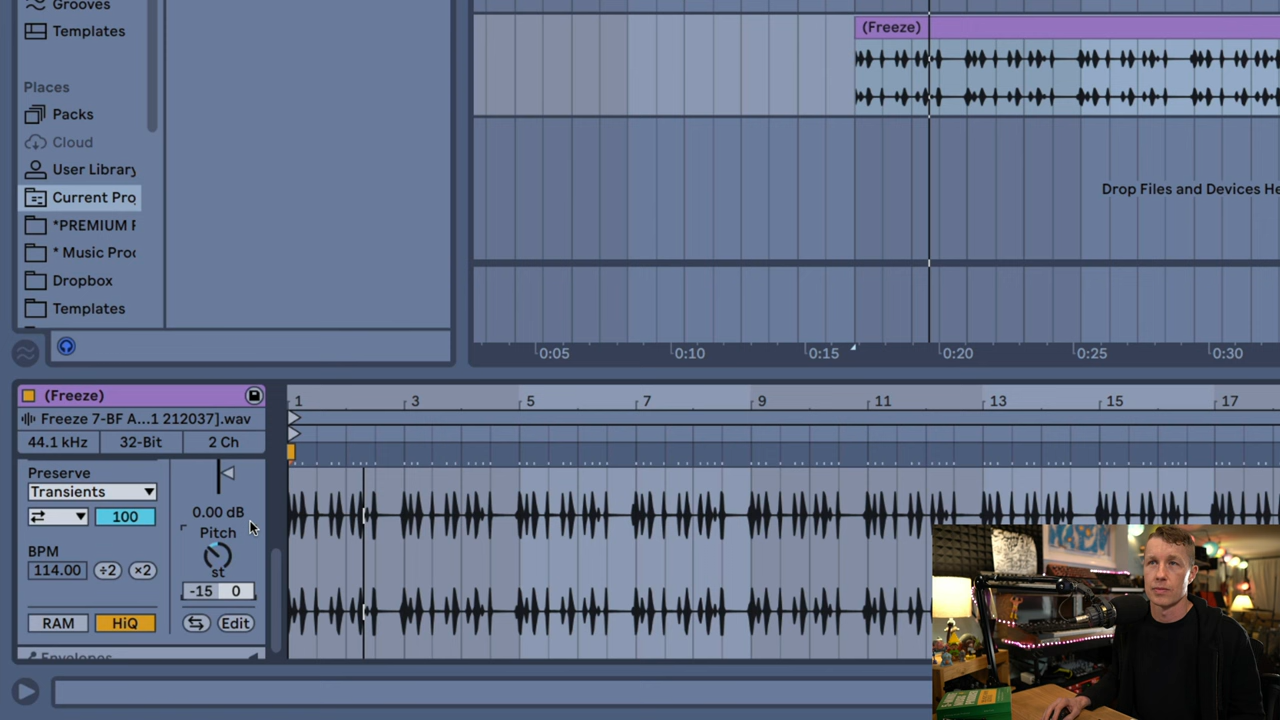 Grooves
Templates
Places
Packs
Cloud
User Library
Current Pro
*PREMIUM F
* Music Proc
Dropbox
Templates
(Freeze)
Drop Files and Devices He
0:05
0:10
0:15
0:20
0:25
0:30
(Freeze)
Freeze 7-BF A...1 212037].wav
44.1 kHz
32-Bit
2 Ch
Preserve
Transients
100
BPM
114.00
÷2
×2
RAM
HiQ
0.00 dB
Pitch
st
-15
0
Edit
Envelopes
1
3
5
7
9
11
13
15
17